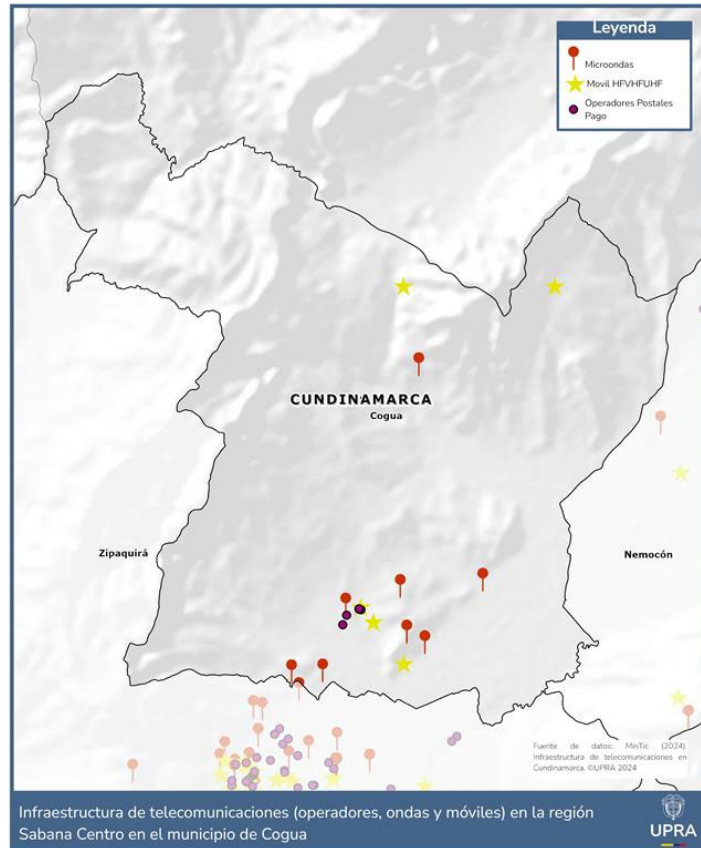 Leyenda
Microondas
Movil HFVHFUHF
Operadores Postales
Pago
CUNDINAMARCA
Cogua
Zipaquirá
Nemocón
Fuente de datos: MinTic (2024).
Infraestructura de telecomunicaciones en
Cundinamarca. ©UPRA 2024
Infraestructura de telecomunicaciones (operadores, ondas y móviles) en la región
Sabana Centro en el municipio de Cogua
UPRA